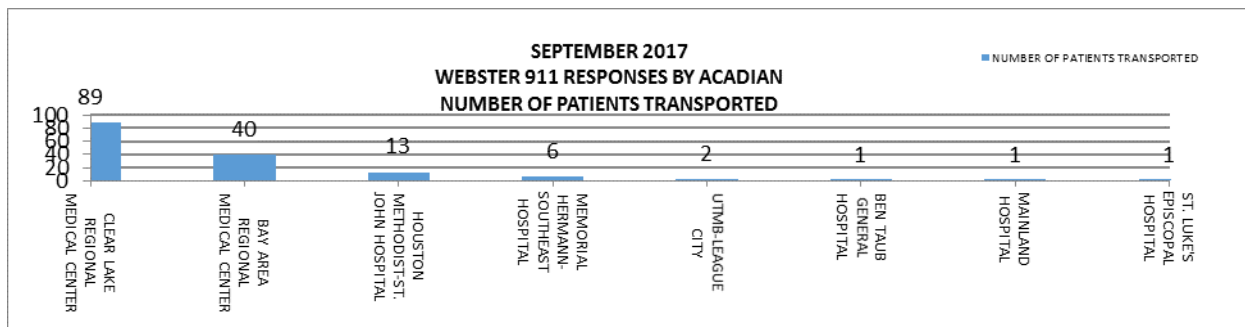 SEPTEMBER 2017
WEBSTER 911 RESPONSES BY ACADIAN
NUMBER OF PATIENTS TRANSPORTED
NUMBER OF PATIENTS TRANSPORTED
89
40
13
6
2
1
1
1
100
80
60
40
20
0
CLEAR LAKE
REGIONAL
MEDICAL CENTER
BAY AREA
REGIONAL
MEDICAL CENTER
HOUSTON
METHODIST-ST.
JOHN HOSPITAL
MEMORIAL
HERMANN-
SOUTHEAST
HOSPITAL
UTMB-LEAGUE
CITY
BEN TAUB
GENERAL
HOSPITAL
MAINLAND
HOSPITAL
ST. LUKE'S
EPISCOPAL
HOSPITAL